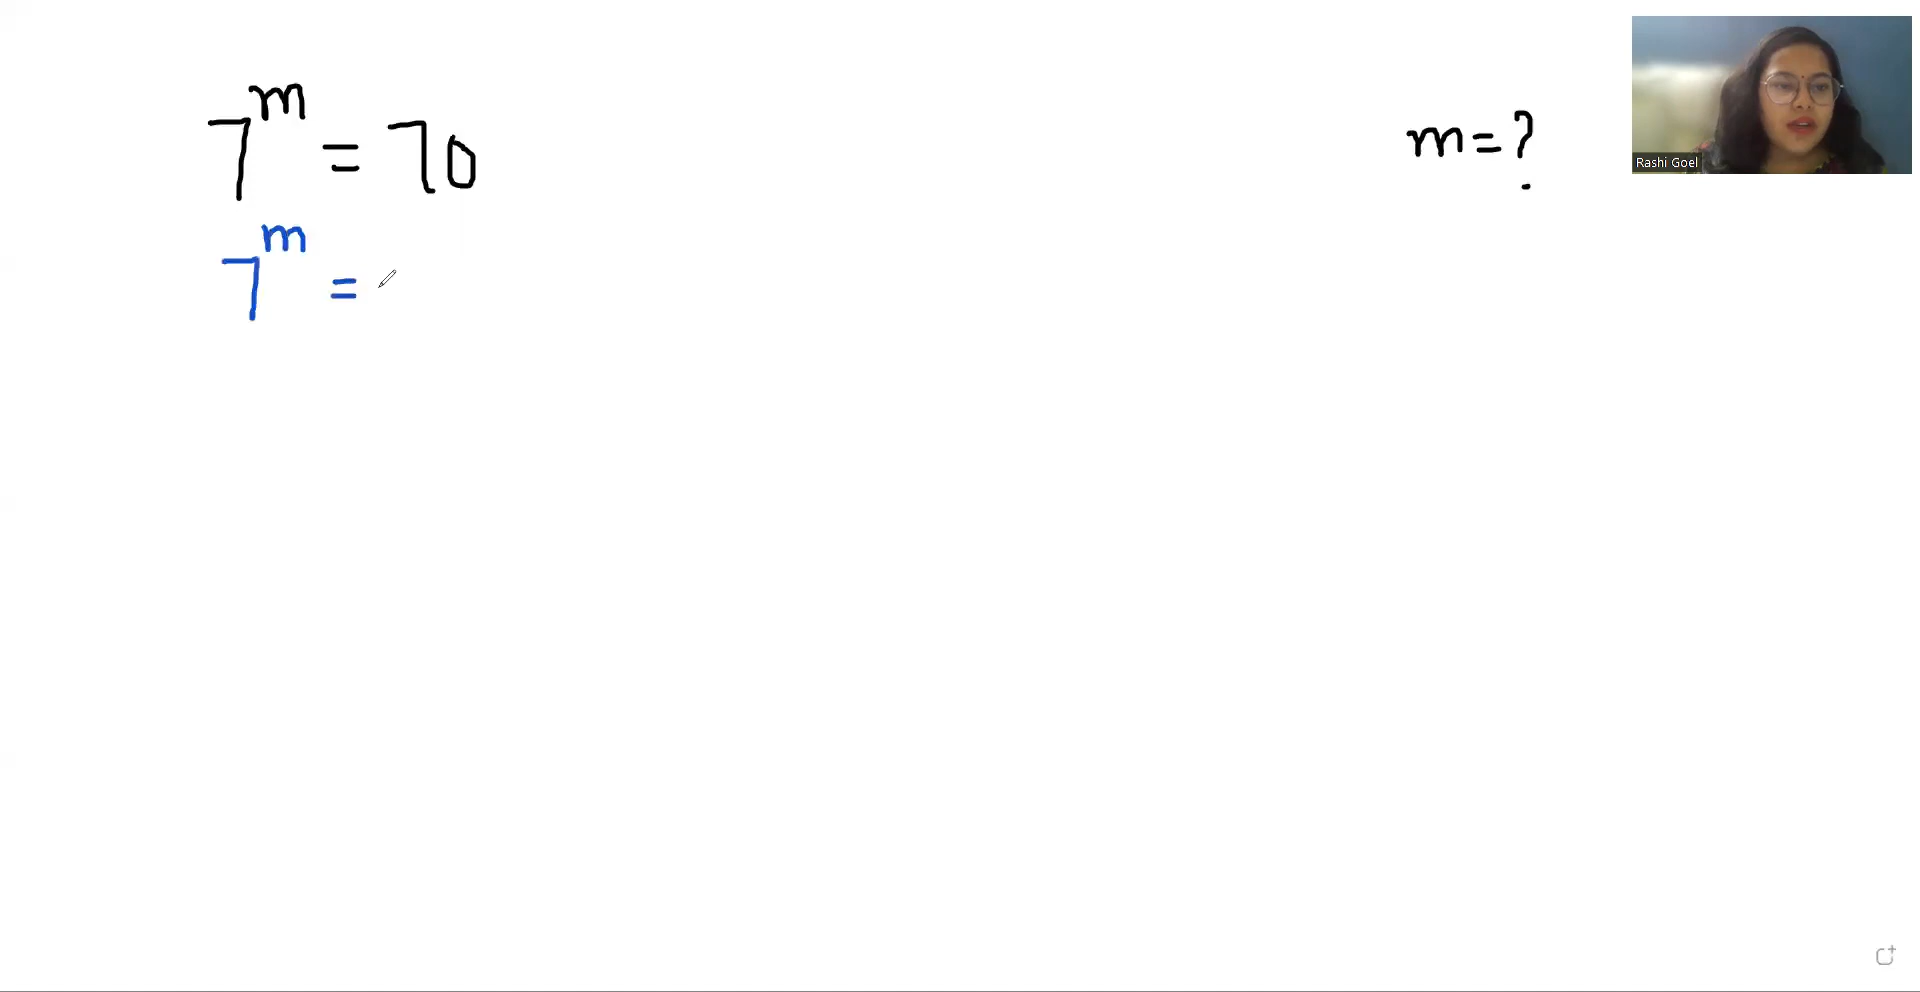 7^m = 70
m = ?
Rashi Goel
7^m =